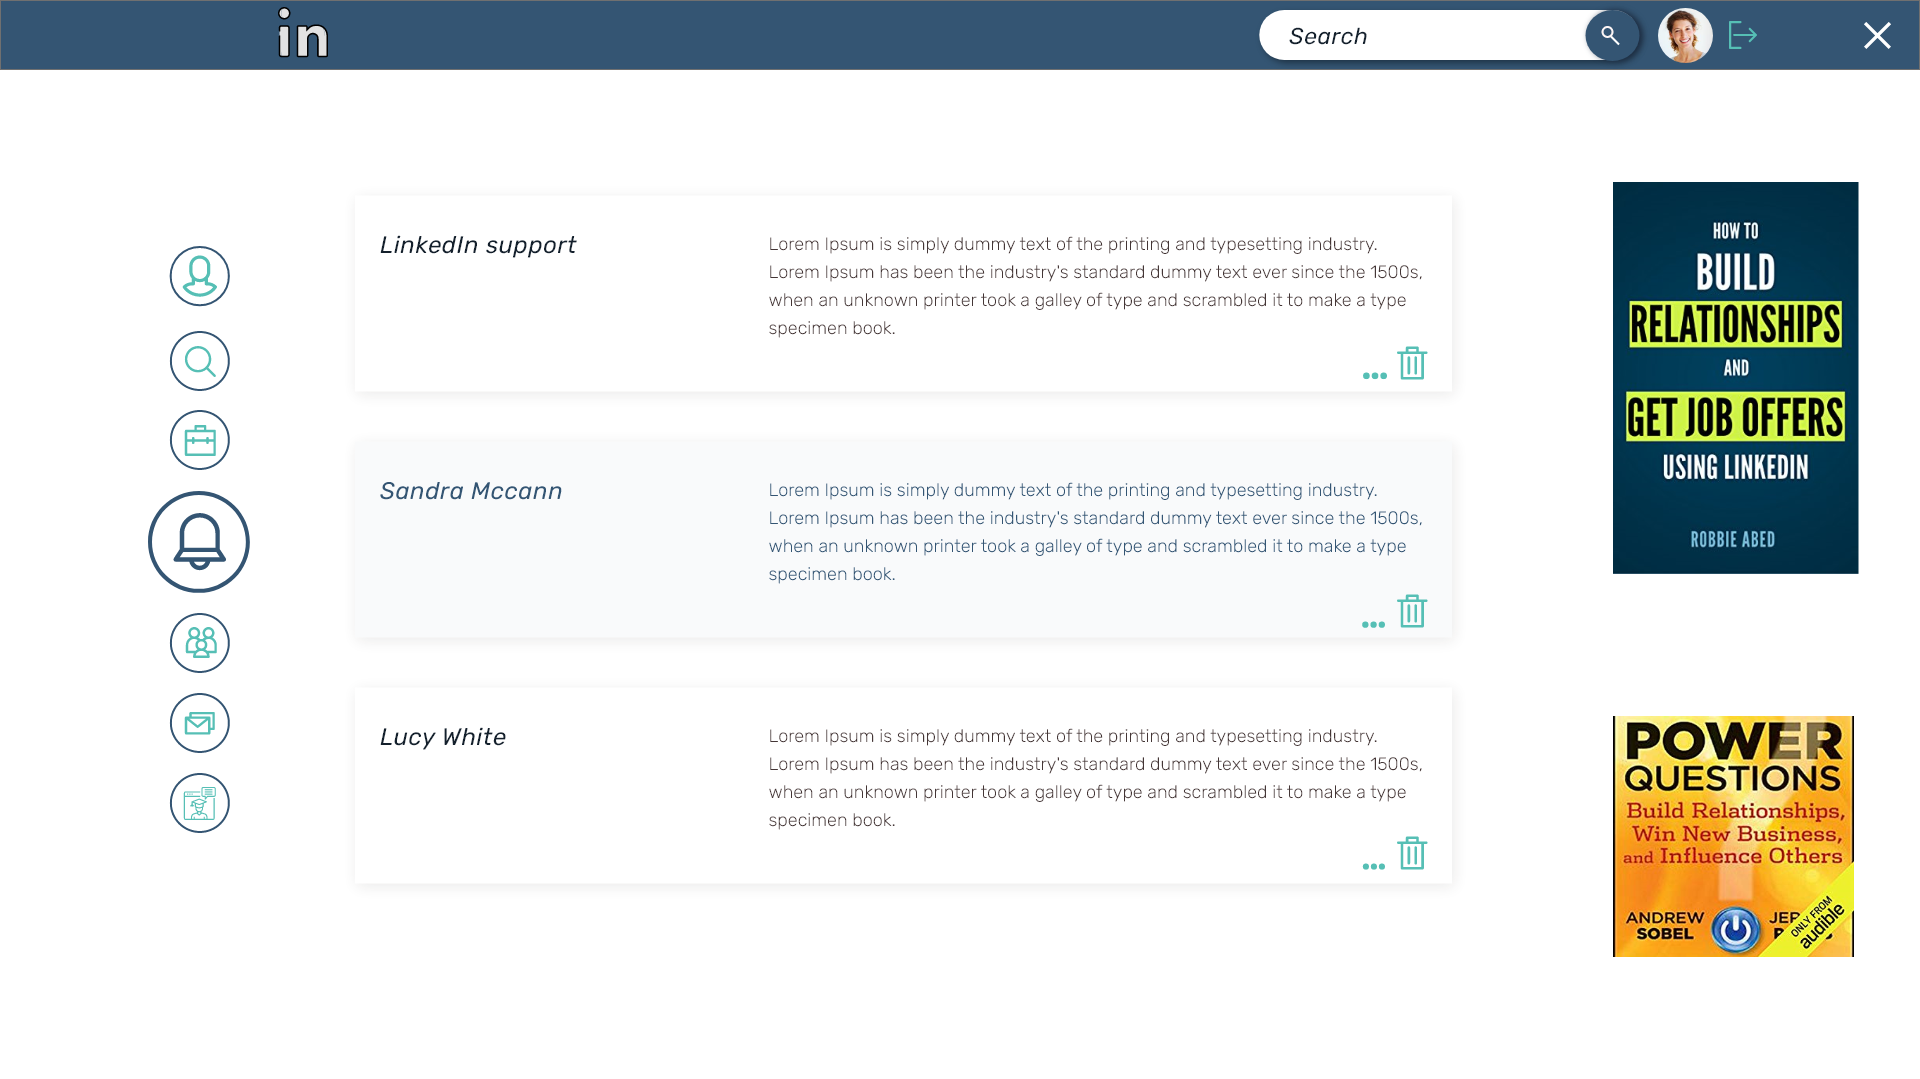 in
Search
LinkedIn support
Lorem Ipsum is simply dummy text of the printing and typesetting industry.
Lorem Ipsum has been the industry's standard dummy text ever since the 1500s,
when an unknown printer took a galley of type and scrambled it to make a type
specimen book.
Sandra Mccann
Lorem Ipsum is simply dummy text of the printing and typesetting industry.
Lorem Ipsum has been the industry's standard dummy text ever since the 1500s,
when an unknown printer took a galley of type and scrambled it to make a type
specimen book.
Lucy White
Lorem Ipsum is simply dummy text of the printing and typesetting industry.
Lorem Ipsum has been the industry's standard dummy text ever since the 1500s,
when an unknown printer took a galley of type and scrambled it to make a type
specimen book.
HOW TO
BUILD
RELATIONSHIPS
AND
GET JOB OFFERS
USING LINKEDIN
ROBBIE ABED
POWER
QUESTIONS
Build Relationships,
Win New Business,
and Influence Others
ANDREW
SOBEL
ONLY FROM
audible